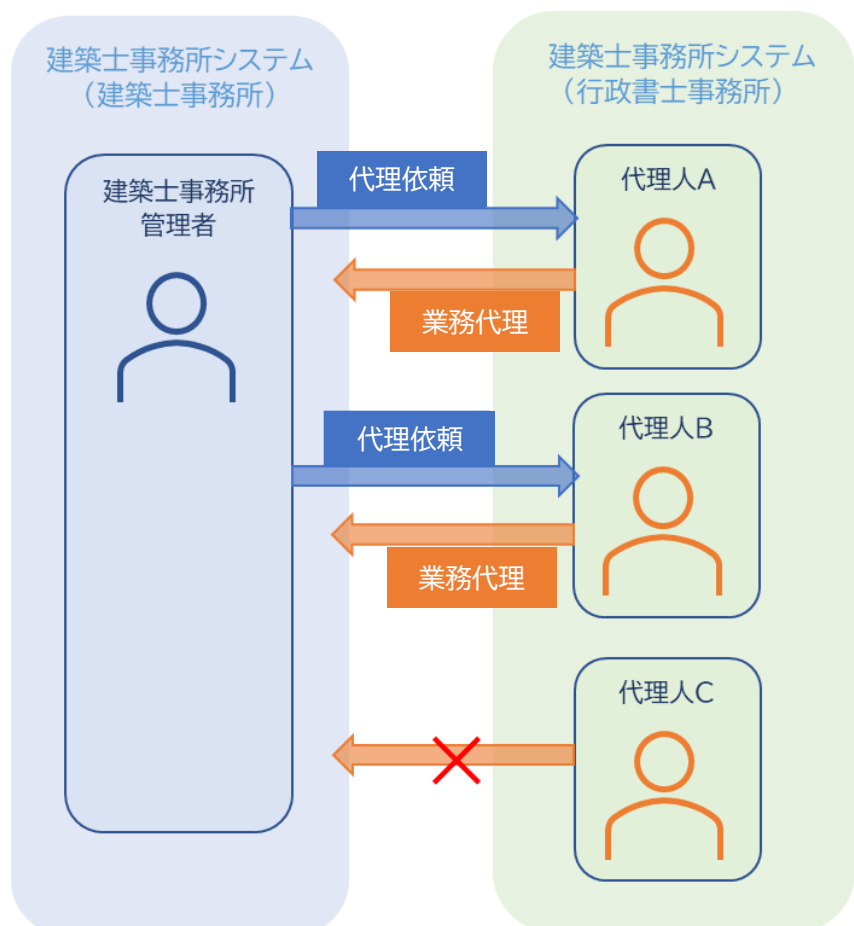 建築士事務所システム
（建築士事務所）
建築士事務所システム
（行政書士事務所）
建築士事務所
管理者
代理依頼
代理人A
業務代理
代理依頼
代理人B
業務代理
代理人C